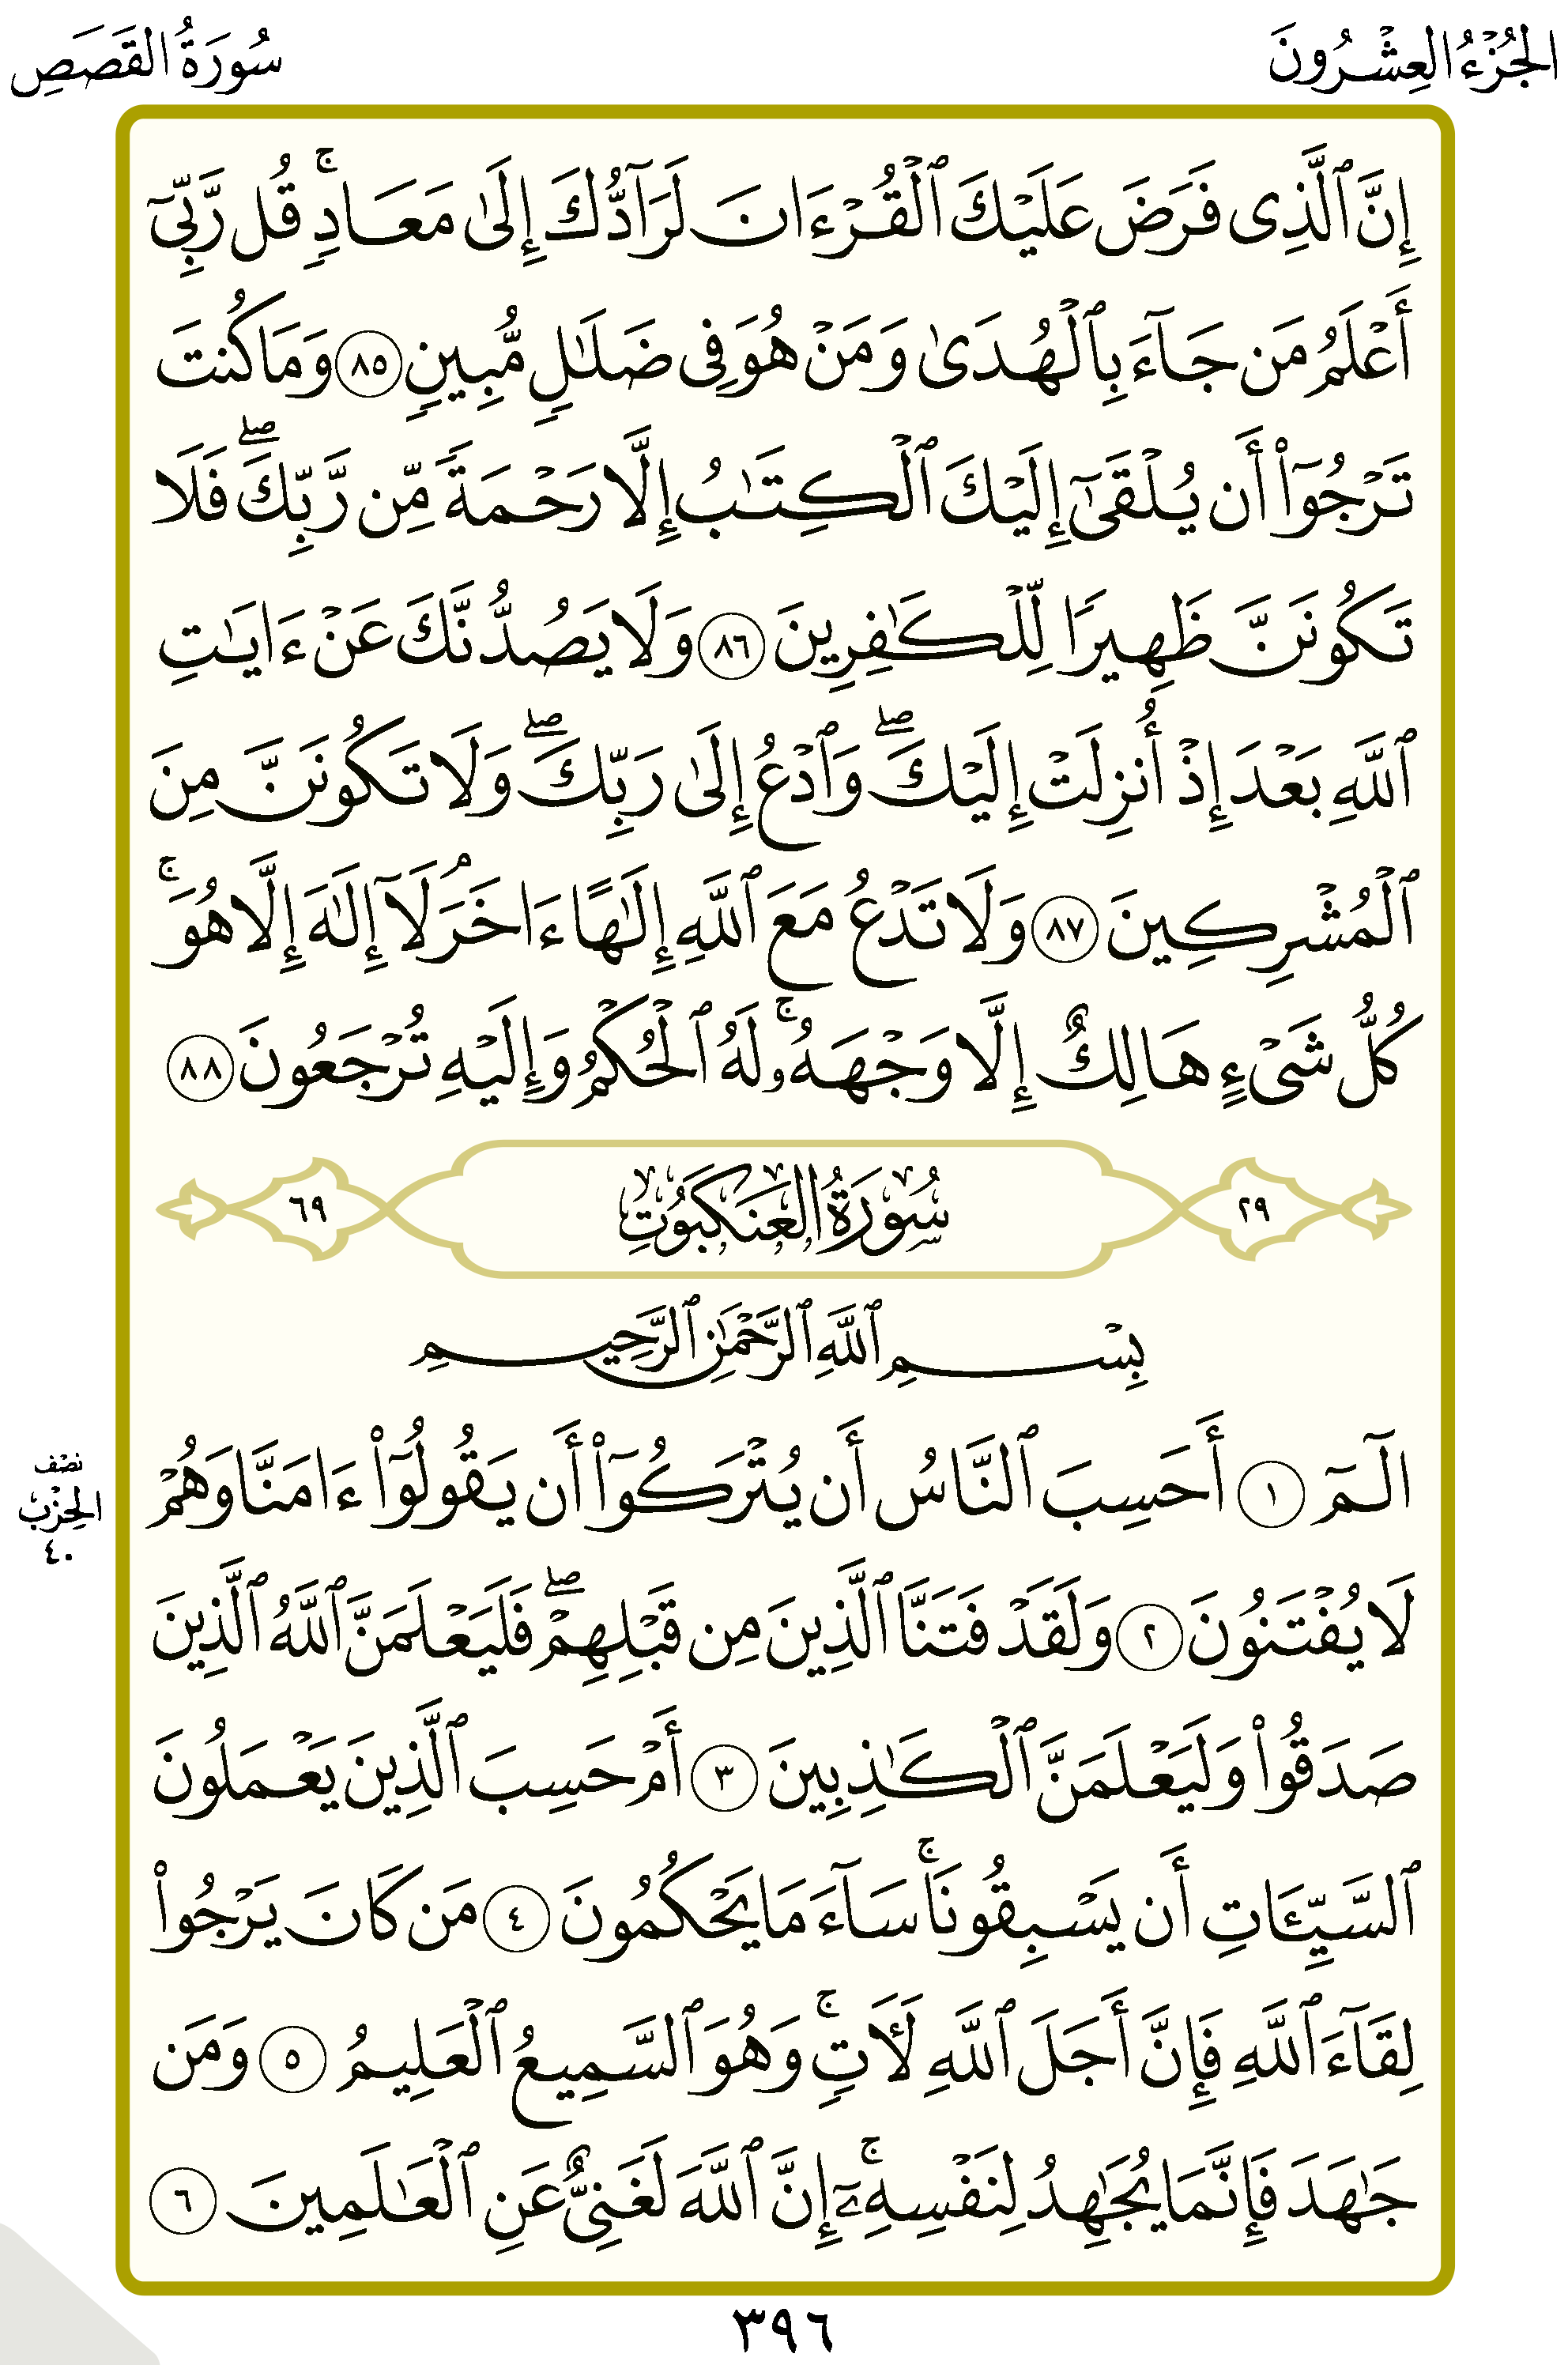 الجُزْءُ العِشْرُونَ
سُورَةُ القَصَصِ
إِنَّ ٱلَّذِى فَرَضَ عَلَيْكَ ٱلْقُرْءَانَ لَرَآدُّكَ إِلَىٰ مَعَادٍۚ قُل رَّبِّىٓ
أَعْلَمُ مَن جَآءَ بِٱلْهُدَىٰ وَمَنْ هُوَ فِى ضَلَٰلٍ مُّبِينٍ ٨٥ وَمَا كُنتَ
تَرْجُوٓا۟ أَن يُلْقَىٰٓ إِلَيْكَ ٱلْكِتَٰبُ إِلَّا رَحْمَةً مِّن رَّبِّكَۖ فَلَا
تَكُونَنَّ ظَهِيرًا لِّلْكَٰفِرِينَ ٨٦ وَلَا يَصُدُّنَّكَ عَنْ ءَايَٰتِ
ٱللَّهِ بَعْدَ إِذْ أُنزِلَتْ إِلَيْكَۖ وَٱدْعُ إِلَىٰ رَبِّكَۖ وَلَا تَكُونَنَّ مِنَ
ٱلْمُشْرِكِينَ ٨٧ وَلَا تَدْعُ مَعَ ٱللَّهِ إِلَٰهًا ءَاخَرَۘ لَآ إِلَٰهَ إِلَّا هُوَۚ
كُلُّ شَىْءٍ هَالِكٌ إِلَّا وَجْهَهُۥۚ لَهُ ٱلْحُكْمُ وَإِلَيْهِ تُرْجَعُونَ ٨٨
٢٩ سُورَةُ العَنكَبُوتِ ٦٩
بِسْمِ ٱللَّهِ ٱلرَّحْمَٰنِ ٱلرَّحِيمِ
الٓمٓ ١ أَحَسِبَ ٱلنَّاسُ أَن يُتْرَكُوٓا۟ أَن يَقُولُوٓا۟ ءَامَنَّا وَهُمْ
نصف
الحِزْب
٤٠
لَا يُفْتَنُونَ ٢ وَلَقَدْ فَتَنَّا ٱلَّذِينَ مِن قَبْلِهِمْۖ فَلَيَعْلَمَنَّ ٱللَّهُ ٱلَّذِينَ
صَدَقُوا۟ وَلَيَعْلَمَنَّ ٱلْكَٰذِبِينَ ٣ أَمْ حَسِبَ ٱلَّذِينَ يَعْمَلُونَ
ٱلسَّيِّـَٔاتِ أَن يَسْبِقُونَاۚ سَآءَ مَا يَحْكُمُونَ ٤ مَن كَانَ يَرْجُوا۟
لِقَآءَ ٱللَّهِ فَإِنَّ أَجَلَ ٱللَّهِ لَـَٔاتٍۚ وَهُوَ ٱلسَّمِيعُ ٱلْعَلِيمُ ٥ وَمَن
جَٰهَدَ فَإِنَّمَا يُجَٰهِدُ لِنَفْسِهِۦٓۚ إِنَّ ٱللَّهَ لَغَنِىٌّ عَنِ ٱلْعَٰلَمِينَ ٦
٣٩٦